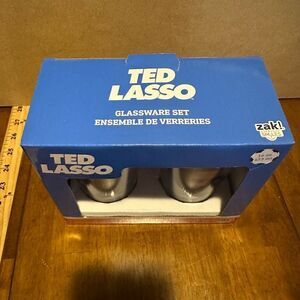 TED
LASSO
GLASSWARE SET
ENSEMBLE DE VERRERIES
zak!
TED
LASSO